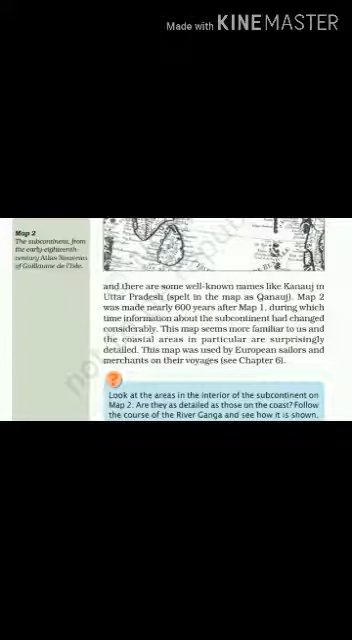 Made with KINEMASTER
Map 2
The subcontinent, from
the early-eighteenth-
century Atlas Nouveau
of Guillaume de l'Isle.
and there are some well-known names like Kanauj in
Uttar Pradesh (spelt in the map as Qanauj). Map 2
was made nearly 600 years after Map 1, during which
time information about the subcontinent had changed
considerably. This map seems more familiar to us and
the coastal areas in particular are surprisingly
detailed. This map was used by European sailors and
merchants on their voyages (see Chapter 6).
?
Look at the areas in the interior of the subcontinent on
Map 2. Are they as detailed as those on the coast? Follow
the course of the River Ganga and see how it is shown.